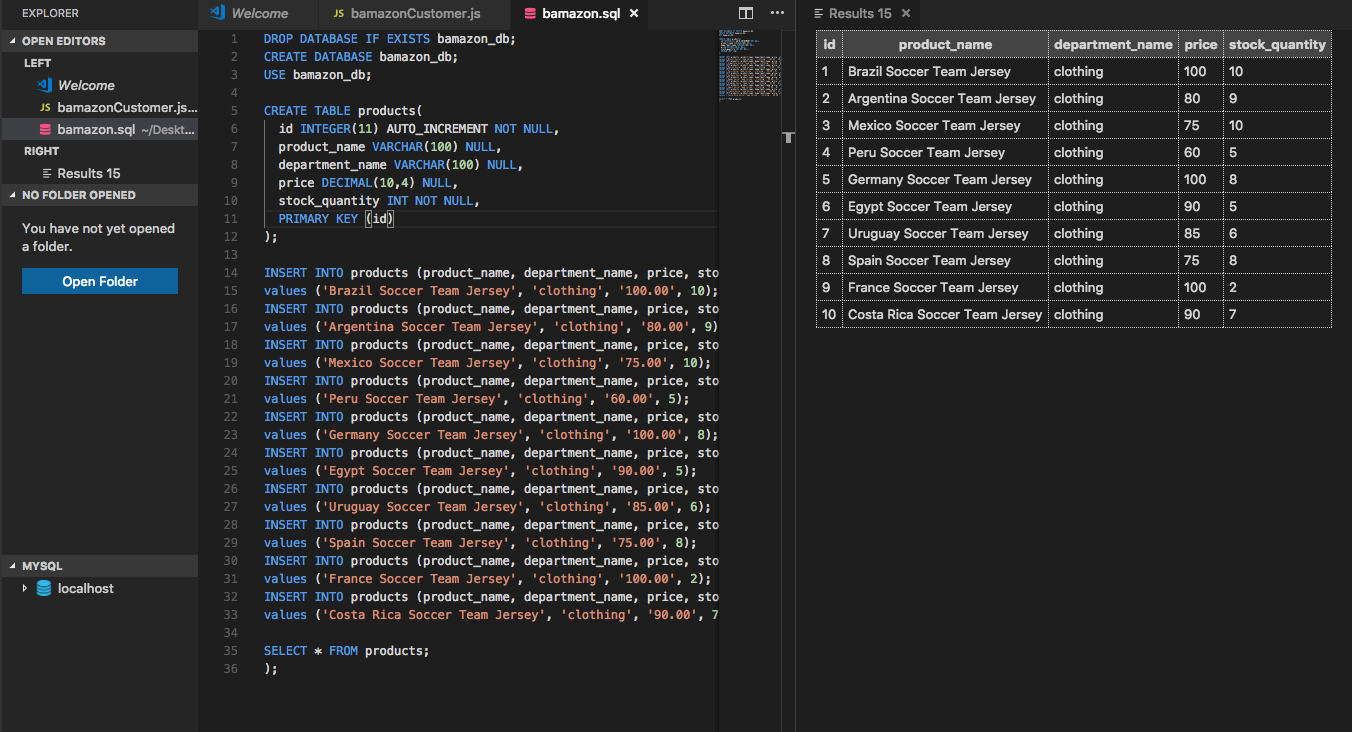 EXPLORER
OPEN EDITORS
LEFT
Welcome
JS bamazonCustomer.js...
bamazon.sql ~/Deskt...
RIGHT
Results 15
NO FOLDER OPENED
You have not yet opened
a folder.
Open Folder
MYSQL
localhost
Welcome
JS bamazonCustomer.js
bamazon.sql ×
1 DROP DATABASE IF EXISTS bamazon_db;
2 CREATE DATABASE bamazon_db;
3 USE bamazon_db;
4
5 CREATE TABLE products(
6 id INTEGER(11) AUTO_INCREMENT NOT NULL,
7 product_name VARCHAR(100) NULL,
8 department_name VARCHAR(100) NULL,
9 price DECIMAL(10,4) NULL,
10 stock_quantity INT NOT NULL,
11 PRIMARY KEY (id)
12 );
13
14 INSERT INTO products (product_name, department_name, price, sto
15 values ('Brazil Soccer Team Jersey', 'clothing', '100.00', 10);
16 INSERT INTO products (product_name, department_name, price, sto
17 values ('Argentina Soccer Team Jersey', 'clothing', '80.00', 9)
18 INSERT INTO products (product_name, department_name, price, sto
19 values ('Mexico Soccer Team Jersey', 'clothing', '75.00', 10);
20 INSERT INTO products (product_name, department_name, price, sto
21 values ('Peru Soccer Team Jersey', 'clothing', '60.00', 5);
22 INSERT INTO products (product_name, department_name, price, sto
23 values ('Germany Soccer Team Jersey', 'clothing', '100.00', 8);
24 INSERT INTO products (product_name, department_name, price, sto
25 values ('Egypt Soccer Team Jersey', 'clothing', '90.00', 5);
26 INSERT INTO products (product_name, department_name, price, sto
27 values ('Uruguay Soccer Team Jersey', 'clothing', '85.00', 6);
28 INSERT INTO products (product_name, department_name, price, sto
29 values ('Spain Soccer Team Jersey', 'clothing', '75.00', 8);
30 INSERT INTO products (product_name, department_name, price, sto
31 values ('France Soccer Team Jersey', 'clothing', '100.00', 2);
32 INSERT INTO products (product_name, department_name, price, sto
33 values ('Costa Rica Soccer Team Jersey', 'clothing', '90.00', 7
34
35 SELECT * FROM products;
36 );
Results 15 ×
id product_name department_name price stock_quantity
1 Brazil Soccer Team Jersey clothing 100 10
2 Argentina Soccer Team Jersey clothing 80 9
3 Mexico Soccer Team Jersey clothing 75 10
4 Peru Soccer Team Jersey clothing 60 5
5 Germany Soccer Team Jersey clothing 100 8
6 Egypt Soccer Team Jersey clothing 90 5
7 Uruguay Soccer Team Jersey clothing 85 6
8 Spain Soccer Team Jersey clothing 75 8
9 France Soccer Team Jersey clothing 100 2
10 Costa Rica Soccer Team Jersey clothing 90 7